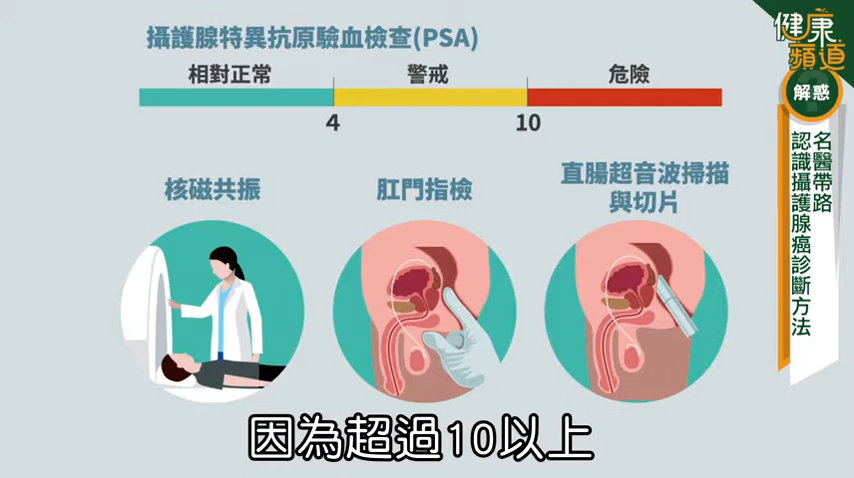 攝護腺特異抗原驗血檢查(PSA)
相對正常
警戒
危險
4
10
核磁共振
肛門指檢
直腸超音波掃描
與切片
健康
頻道
解惑
名醫帶路
認識攝護腺癌診斷方法
因為超過10以上